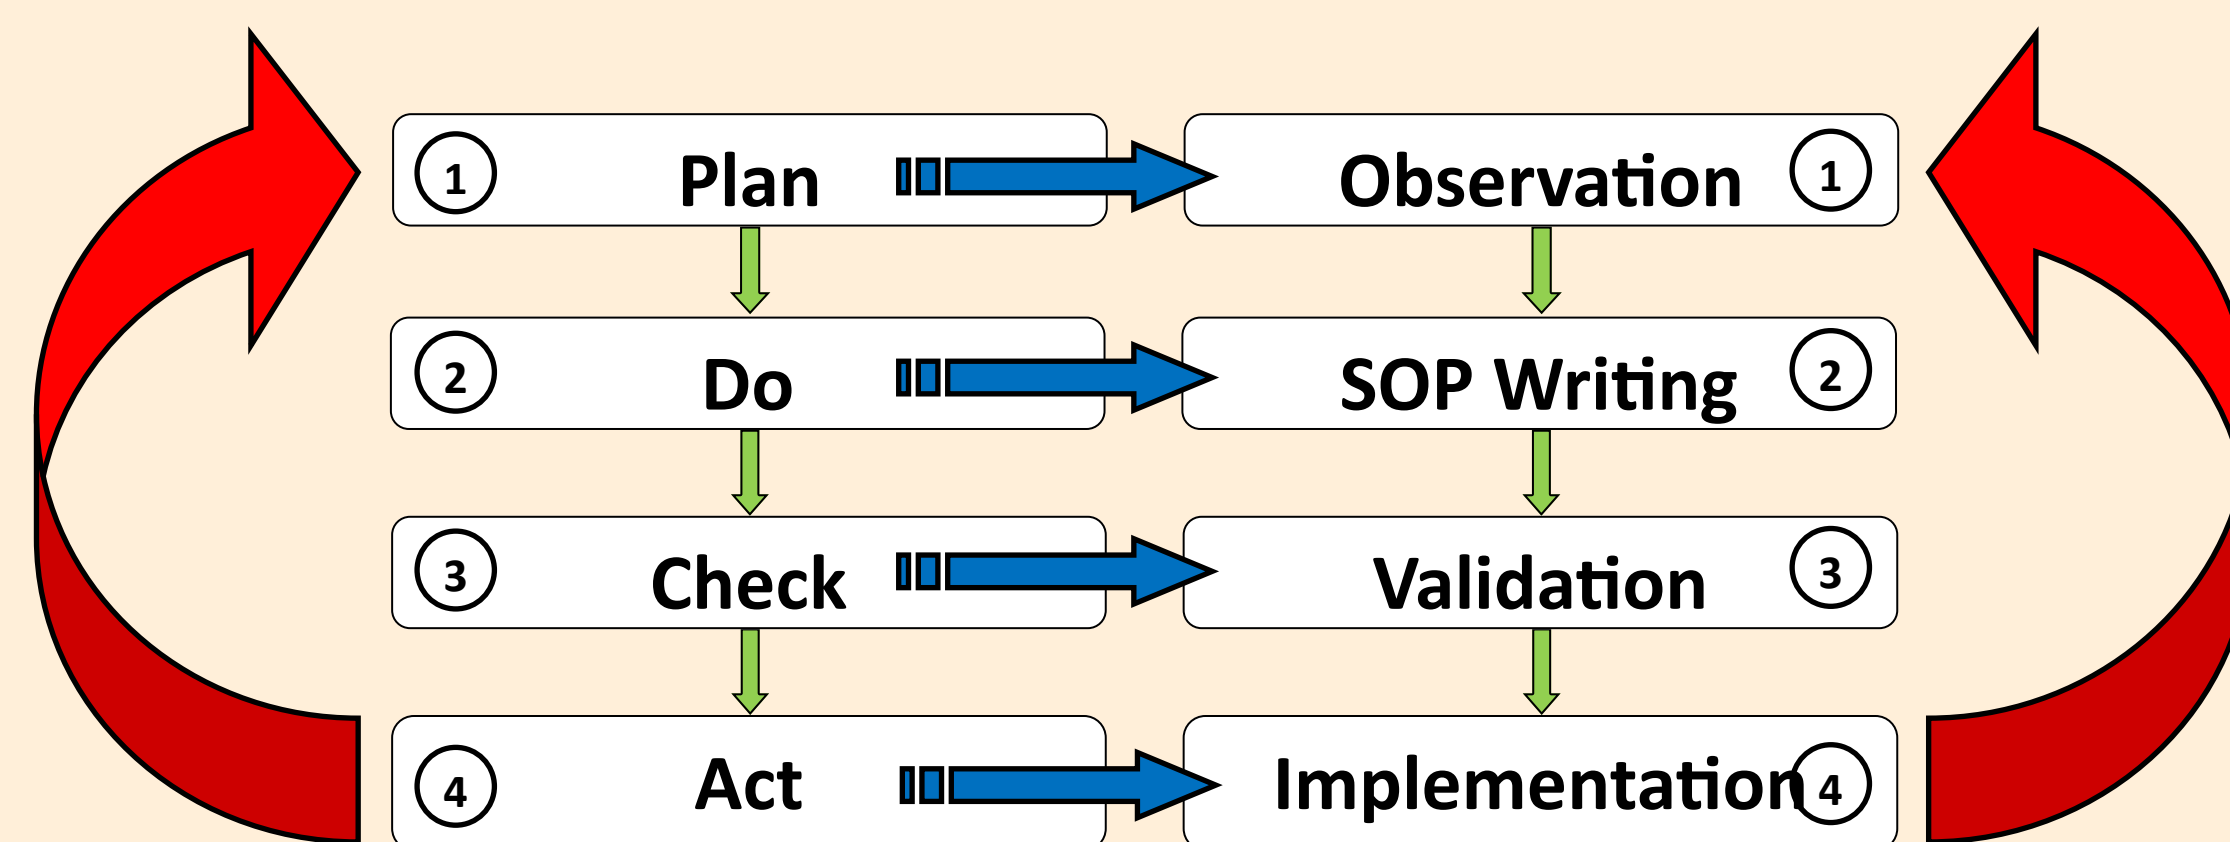 1 Plan Observation 1
2 Do SOP Writing 2
3 Check Validation 3
4 Act Implementation 4